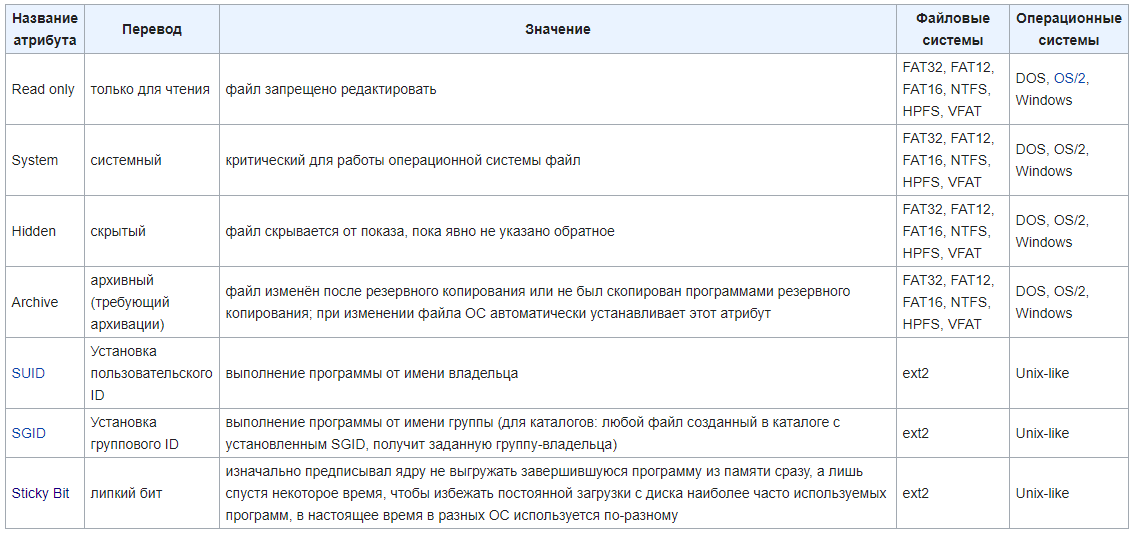 Название атрибута
Перевод
Значение
Файловые системы
Операционные системы
Read only
только для чтения
файл запрещено редактировать
FAT32, FAT12,
FAT16, NTFS,
HPFS, VFAT
DOS, OS/2,
Windows
System
системный
критический для работы операционной системы файл
FAT32, FAT12,
FAT16, NTFS,
HPFS, VFAT
DOS, OS/2,
Windows
Hidden
скрытый
файл скрывается от показа, пока явно не указано обратное
FAT32, FAT12,
FAT16, NTFS,
HPFS, VFAT
DOS, OS/2,
Windows
Archive
архивный
(требующий
архивации)
файл изменён после резервного копирования или не был скопирован программами резервного
копирования; при изменении файла ОС автоматически устанавливает этот атрибут
FAT32, FAT12,
FAT16, NTFS,
HPFS, VFAT
DOS, OS/2,
Windows
SUID
Установка
пользовательского
ID
выполнение программы от имени владельца
ext2
Unix-like
SGID
Установка
группового ID
выполнение программы от имени группы (для каталогов: любой файл созданный в каталоге с
установленным SGID, получит заданную группу-владельца)
ext2
Unix-like
Sticky Bit
липкий бит
изначально предписывал ядру не выгружать завершившуюся программу из памяти сразу, а лишь
спустя некоторое время, чтобы избежать постоянной загрузки с диска наиболее часто используемых
программ, в настоящее время в разных ОС используется по-разному
ext2
Unix-like